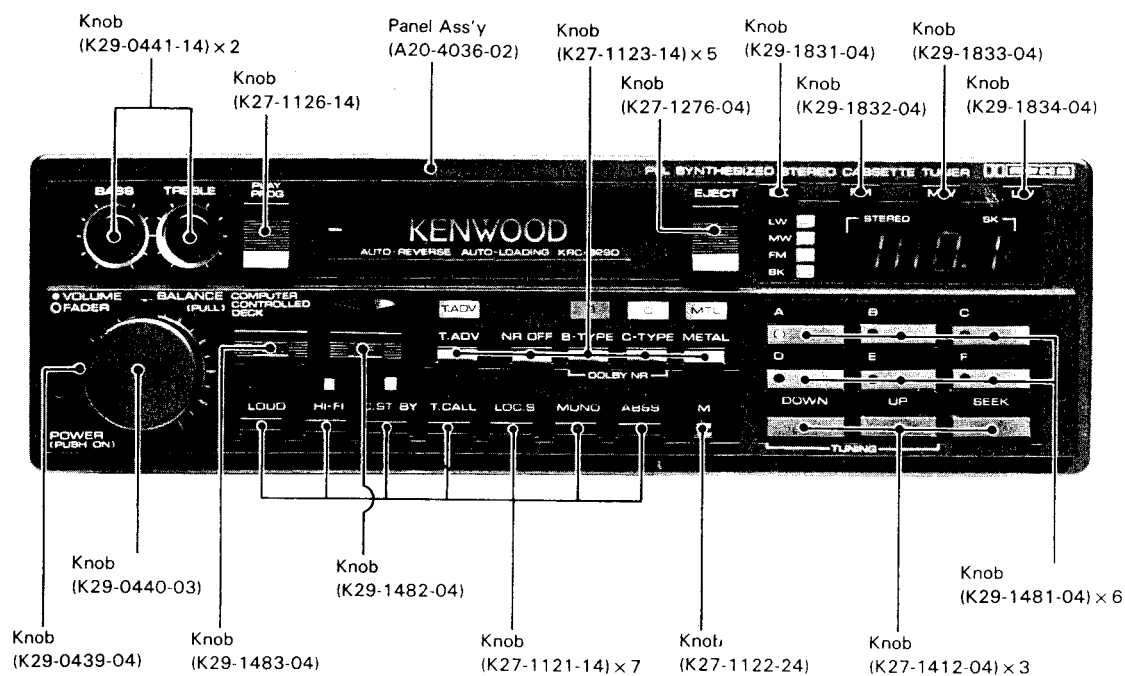 Knob
(K29-0441-14) × 2
Knob
(K27-1126-14)
Panel Ass'y
(A20-4036-02)
Knob
(K27-1123-14) × 5
Knob
(K27-1276-04)
Knob
(K29-1831-04)
Knob
(K29-1832-04)
Knob
(K29-1833-04)
Knob
(K29-1834-04)
SYNTHESIZED STEREO CASSETTE TUNER
BASS TREBLE
PLAY
PROG
EJECT
KENWOOD
AUTO-REVERSE AUTO-LOADING
LW
MW
FM
BK
STEREO SK
VOLUME
FADER
BALANCE
(PULL)
COMPUTER
CONTROLLED
DECK
T.ADV MTL
T.ADV NR OFF B-TYPE C-TYPE METAL
DOLBY NR
A B C
D E F
DOWN UP SEEK
TUNING
LOUD HI-FI ST BY T.CALL LOC.S MONO ABSS M
POWER
(PUSH ON)
Knob
(K29-0440-03)
Knob
(K29-0439-04)
Knob
(K29-1483-04)
Knob
(K29-1482-04)
Knob
(K27-1121-14) × 7
Knob
(K27-1122-24)
Knob
(K27-1412-04) × 3
Knob
(K29-1481-04) × 6